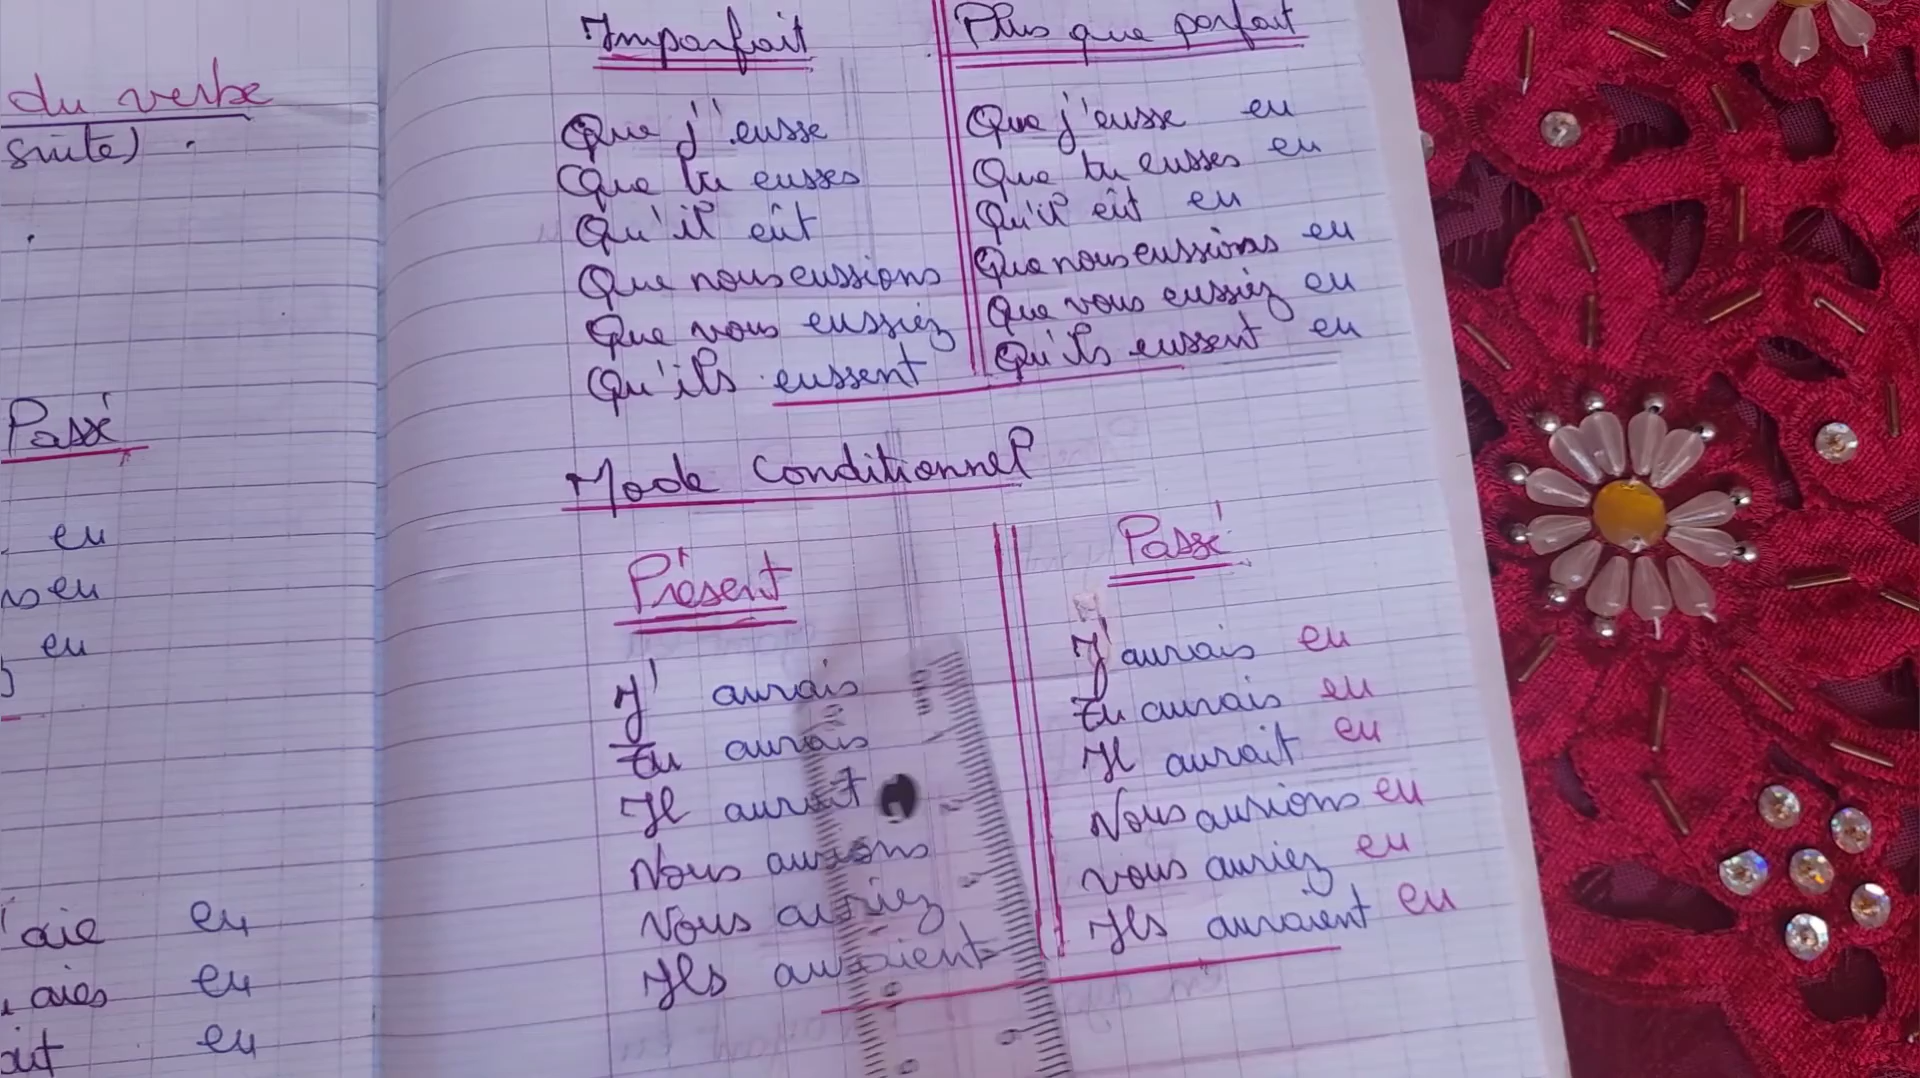 du verbe
suite) .
Passé
eu
eu
eu
aie eu
aies eu
ait eu
Imparfait
Que j'eusse
Que tu eusses
Qu'il eût
Que nous eussions
Que vous eussiez
Qu'ils eussent
Plus que parfait
Que j'eusse eu
Que tu eusses eu
Qu'il eût eu
Que nous eussions eu
Que vous eussiez eu
Qu'ils eussent eu
Mode Conditionnel
Présent
J' aurais
tu aurais
Il aurait
Nous aurions
Vous auriez
Ils auraient
Passé
J'aurais eu
tu aurais eu
Il aurait eu
Nous aurions eu
vous auriez eu
Ils auraient eu